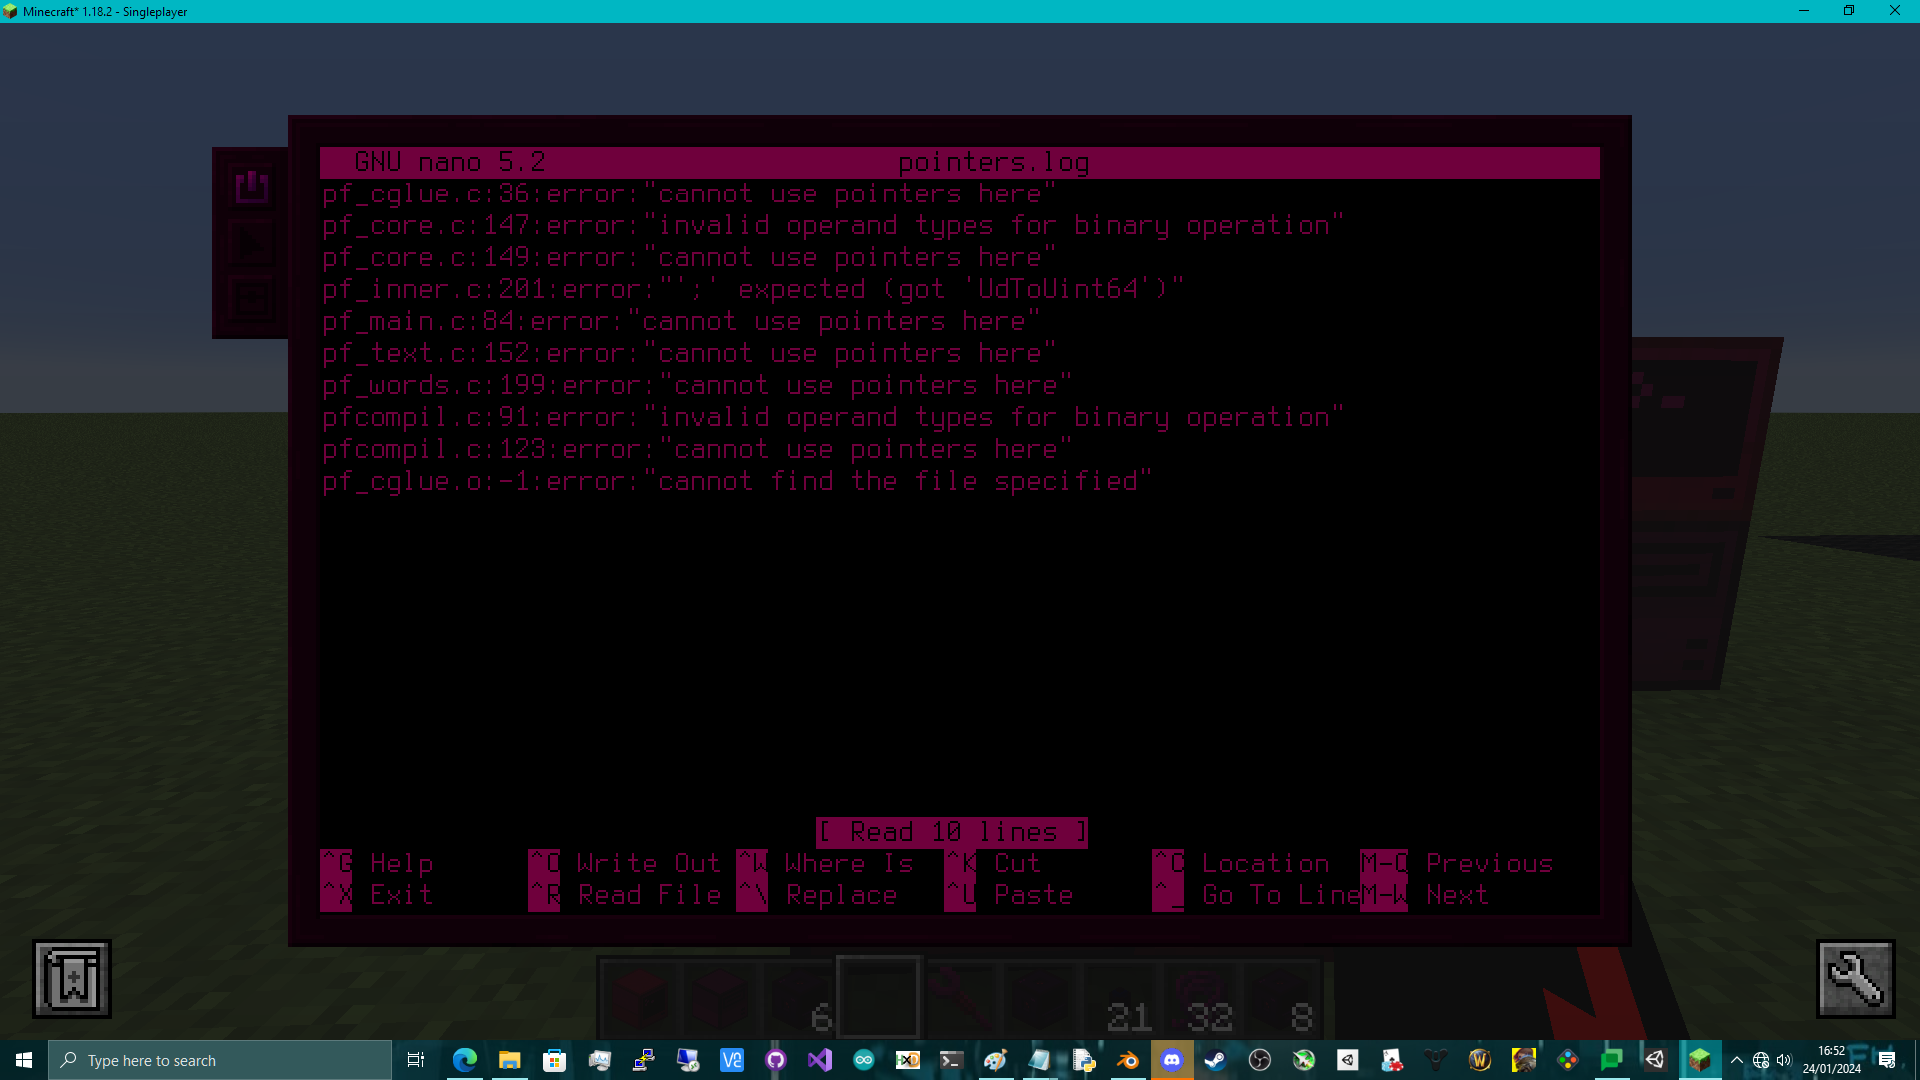 Minecraft* 1.18.2 - Singleplayer
GNU nano 5.2 pointers.log
pf_cglue.c:36:error:"cannot use pointers here"
pf_core.c:147:error:"invalid operand types for binary operation"
pf_core.c:149:error:"cannot use pointers here"
pf_inner.c:201:error:"';' expected (got 'UdToUint64')"
pf_main.c:84:error:"cannot use pointers here"
pf_text.c:152:error:"cannot use pointers here"
pf_words.c:199:error:"cannot use pointers here"
pfcompil.c:91:error:"invalid operand types for binary operation"
pfcompil.c:123:error:"cannot use pointers here"
pf_cglue.o:-1:error:"cannot find the file specified"
[ Read 10 lines ]
^G Help ^O Write Out ^W Where Is ^K Cut ^C Location M-Q Previous
^X Exit ^R Read File ^\ Replace ^U Paste ^_ Go To Line M-W Next
6 21 32 8
Type here to search
16:52
24/01/2024